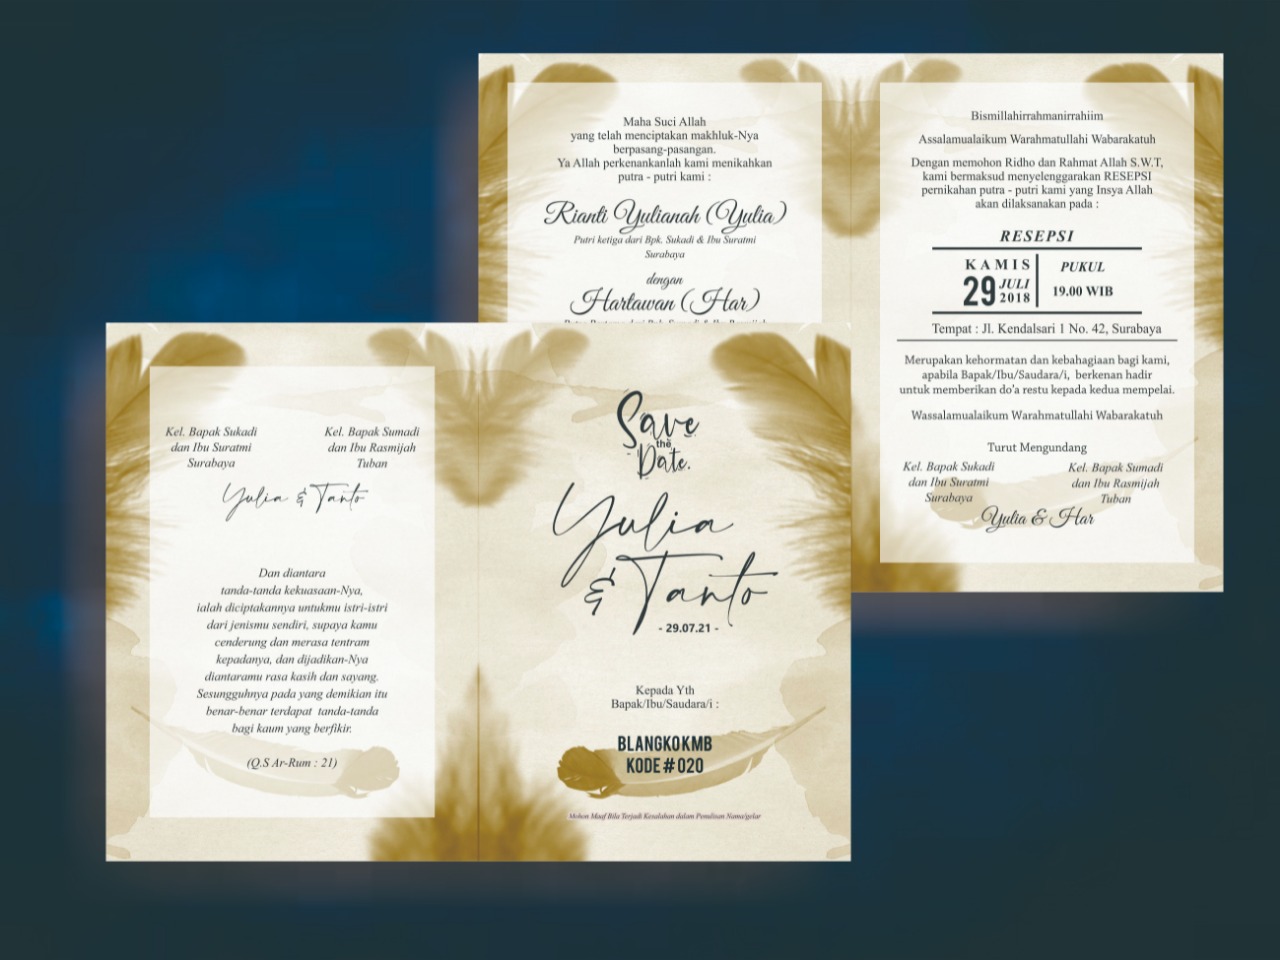 Maha Suci Allah
yang telah menciptakan makhluk-Nya
berpasang-pasangan.
Ya Allah perkenankanlah kami menikahkan
putra - putri kami :
Rianti Yulianah (Yulia)
Putri ketiga dari Bpk. Sukadi & Ibu Suratmi
Surabaya
dengan
Hartawan (Har)
Bismillahirrahmanirrahiim
Assalamualaikum Warahmatullahi Wabarakatuh
Dengan memohon Ridho dan Rahmat Allah S.W.T,
kami bermaksud menyelenggarakan RESEPSI
pernikahan putra - putri kami yang Insya Allah
akan dilaksanakan pada :
RESEPSI
KAMIS
29 JULI
2018
PUKUL
19.00 WIB
Tempat : Jl. Kendalsari 1 No. 42, Surabaya
Merupakan kehormatan dan kebahagiaan bagi kami,
apabila Bapak/Ibu/Saudara/i, berkenan hadir
untuk memberikan do'a restu kepada kedua mempelai.
Wassalamualaikum Warahmatullahi Wabarakatuh
Turut Mengundang
Kel. Bapak Sukadi
dan Ibu Suratmi
Surabaya
Kel. Bapak Sumadi
dan Ibu Rasmijah
Tuban
Yulia & Har
Kel. Bapak Sukadi
dan Ibu Suratmi
Surabaya
Kel. Bapak Sumadi
dan Ibu Rasmijah
Tuban
Yulia & Tanto
Dan diantara
tanda-tanda kekuasaan-Nya,
ialah diciptakannya untukmu istri-istri
dari jenismu sendiri, supaya kamu
cenderung dan merasa tentram
kepadanya, dan dijadikan-Nya
diantaramu rasa kasih dan sayang.
Sesungguhnya pada yang demikian itu
benar-benar terdapat tanda-tanda
bagi kaum yang berfikir.
(Q.S Ar-Rum : 21)
Save
the
Date.
Yulia
& Tanto
- 29.07.21 -
Kepada Yth
Bapak/Ibu/Saudara/i :
BLANGKO KMB
KODE # 020
Mohon Maaf Bila Terjadi Kesalahan dalam Penulisan Nama/gelar